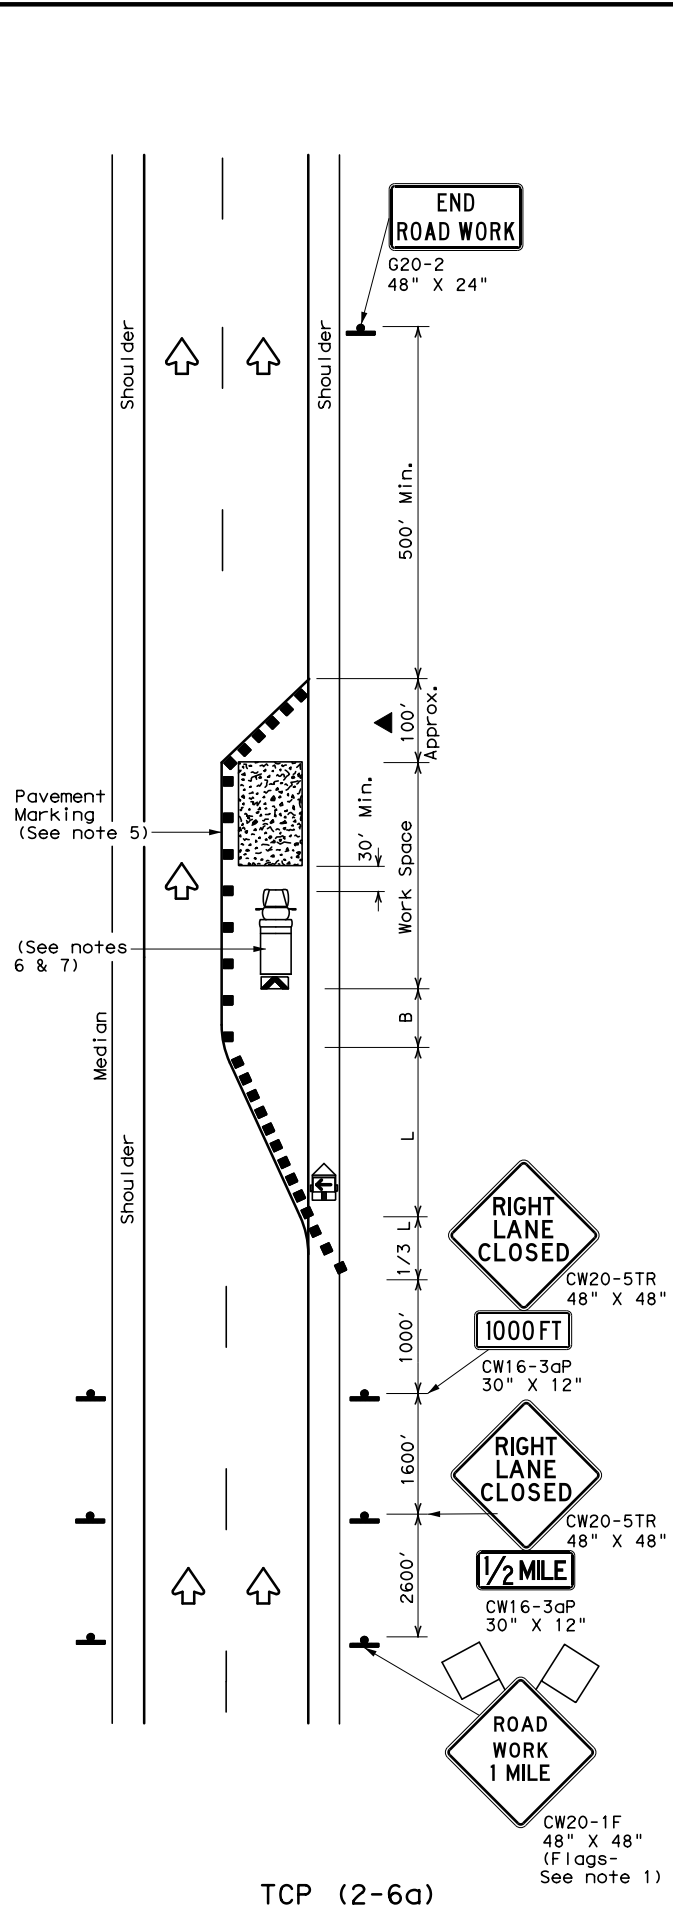 END
ROAD WORK
G20-2
48" X 24"
Shoulder
Shoulder
500' Min.
100'
Approx.
30' Min.
Work Space
Pavement
Marking
(See note 5)
(See notes
6 & 7)
B
Median
Shoulder
L
1/3 L
RIGHT
LANE
CLOSED
CW20-5TR
48" X 48"
1000 FT
CW16-3aP
30" X 12"
1000'
1600'
RIGHT
LANE
CLOSED
CW20-5TR
48" X 48"
1/2 MILE
CW16-3aP
30" X 12"
2600'
ROAD
WORK
1 MILE
CW20-1F
48" X 48"
(Flags-
See note 1)
TCP (2-6a)